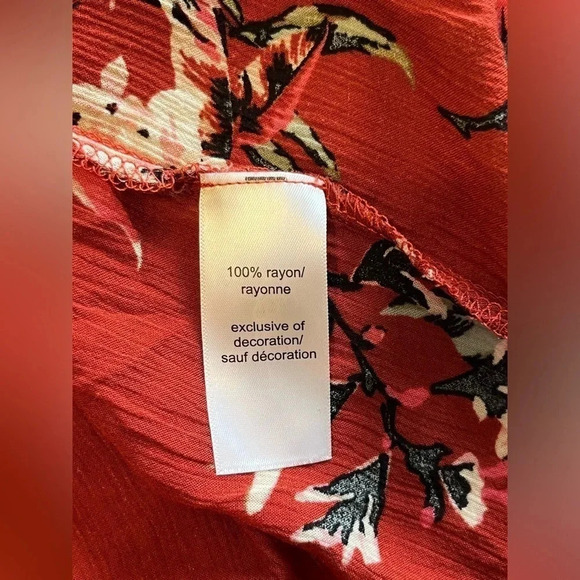 100% rayon/
rayonne
exclusive of
decoration/
sauf décoration